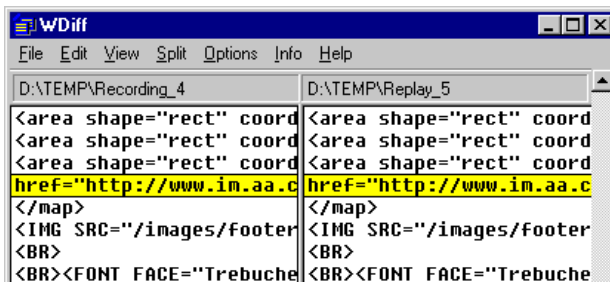 WDiff
File Edit View Split Options Info Help
D:\TEMP\Recording_4 D:\TEMP\Replay_5
<area shape="rect" coord <area shape="rect" coord
<area shape="rect" coord <area shape="rect" coord
<area shape="rect" coord <area shape="rect" coord
href="http://www.im.aa.c href="http://www.im.aa.c
</map> </map>
<IMG SRC="/images/footer <IMG SRC="/images/footer
<BR> <BR>
<BR><FONT FACE="Trebuche <BR><FONT FACE="Trebuche